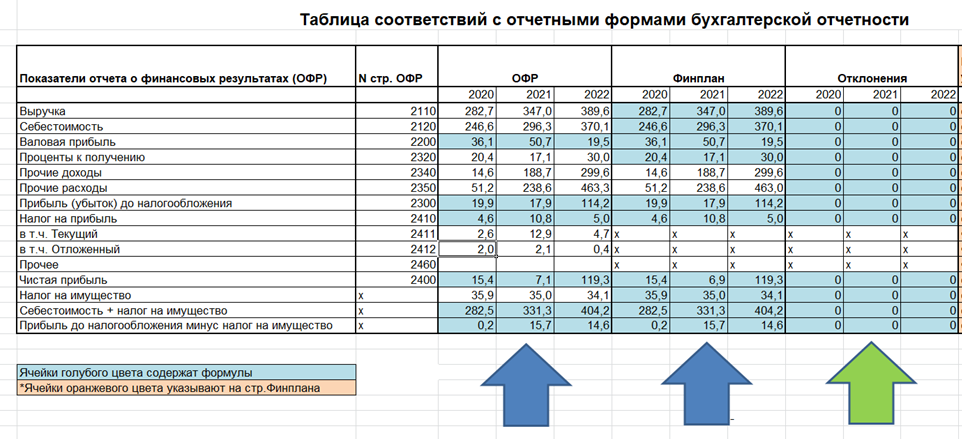 Таблица соответствий с отчетными формами бухгалтерской отчетности
Показатели отчета о финансовых результатах (ОФР) N стр. ОФР ОФР Финплан Отклонения
2020 2021 2022 2020 2021 2022 2020 2021 2022
Выручка 2110 282,7 347,0 389,6 282,7 347,0 389,6 0 0 0
Себестоимость 2120 246,6 296,3 370,1 246,6 296,3 370,1 0 0 0
Валовая прибыль 2200 36,1 50,7 19,5 36,1 50,7 19,5 0 0 0
Проценты к получению 2320 20,4 17,1 30,0 20,4 17,1 30,0 0 0 0
Прочие доходы 2340 14,6 188,7 299,6 14,6 188,7 299,6 0 0 0
Прочие расходы 2350 51,2 238,6 463,3 51,2 238,6 463,0 0 0 0
Прибыль (убыток) до налогообложения 2300 19,9 17,9 114,2 19,9 17,9 114,2 0 0 0
Налог на прибыль 2410 4,6 10,8 5,0 4,6 10,8 5,0 0 0 0
в т.ч. Текущий 2411 2,6 12,9 4,7 x x x x x x
в т.ч. Отложенный 2412 2,0 2,1 0,4 x x x x x x
Прочее 2460 x x x x x x
Чистая прибыль 2400 15,4 7,1 119,3 15,4 6,9 119,3 0 0 0
Налог на имущество x 35,9 35,0 34,1 35,9 35,0 34,1 0 0 0
Себестоимость + налог на имущество x 282,5 331,3 404,2 282,5 331,3 404,2 0 0 0
Прибыль до налогообложения минус налог на имущество x 0,2 15,7 14,6 0,2 15,7 14,6 0 0 0
Ячейки голубого цвета содержат формулы
*Ячейки оранжевого цвета указывают на стр.Финплана